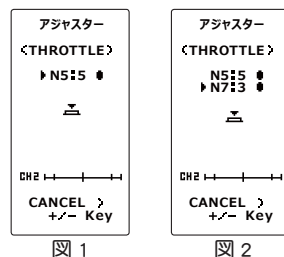 アジャスター
<THROTTLE>
▶N5:5 ●
CH2
CANCEL >
+/- Key
図 1
アジャスター
<THROTTLE>
N5:5 ●
▶N7:3 ●
CH2
CANCEL >
+/- Key
図 2